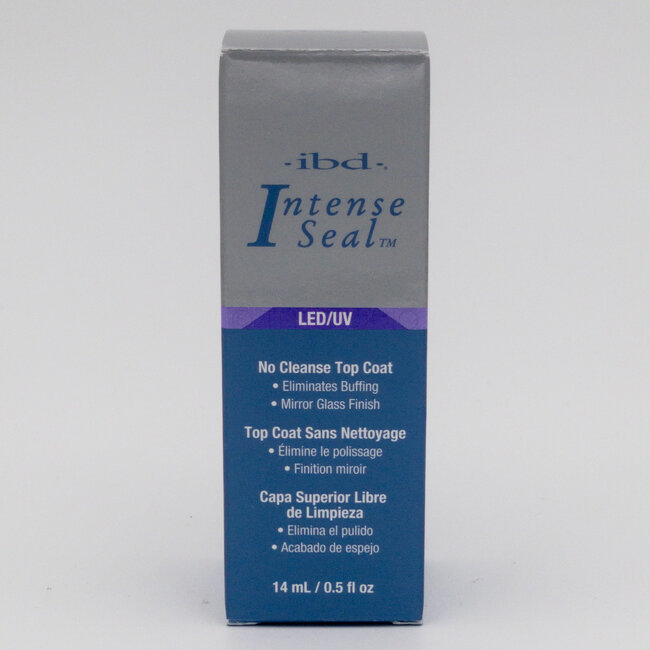 ·ibd·®
Intense
Seal™
LED/UV
No Cleanse Top Coat
• Eliminates Buffing
• Mirror Glass Finish
Top Coat Sans Nettoyage
• Élimine le polissage
• Finition miroir
Capa Superior Libre
de Limpieza
• Elimina el pulido
• Acabado de espejo
14 mL / 0.5 fl oz